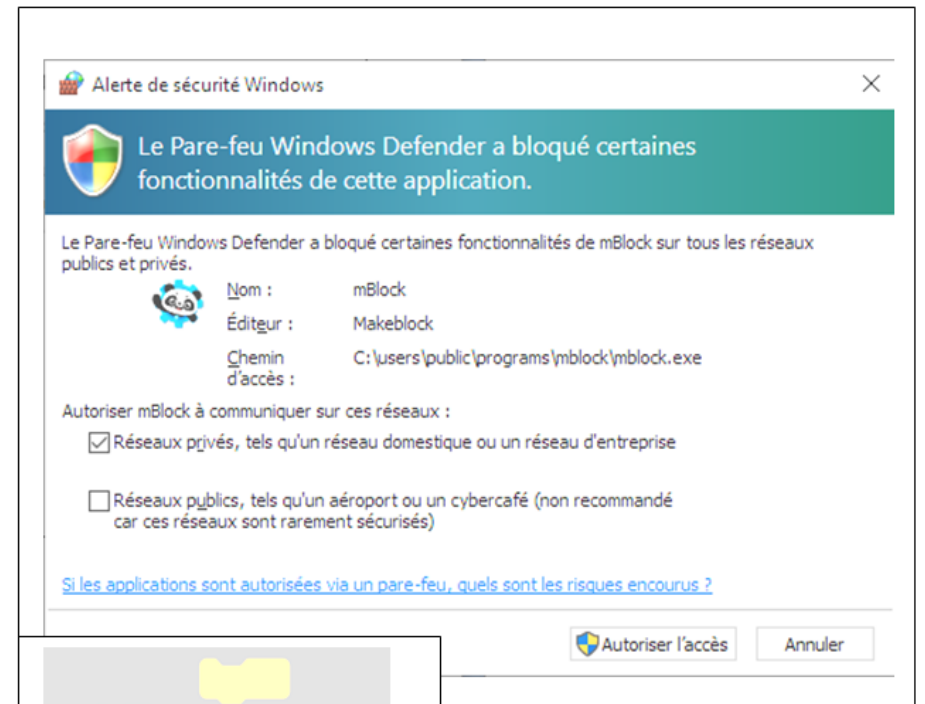 Alerte de sécurité Windows
Le Pare-feu Windows Defender a bloqué certaines
fonctionnalités de cette application.
Le Pare-feu Windows Defender a bloqué certaines fonctionnalités de mBlock sur tous les réseaux
publics et privés.
Nom : mBlock
Éditeur : Makeblock
Chemin C:\users\public\programs\mblock\mblock.exe
d'accès :
Autoriser mBlock à communiquer sur ces réseaux :
Réseaux privés, tels qu'un réseau domestique ou un réseau d'entreprise
Réseaux publics, tels qu'un aéroport ou un cybercafé (non recommandé
car ces réseaux sont rarement sécurisés)
Si les applications sont autorisées via un pare-feu, quels sont les risques encourus ?
Autoriser l'accès Annuler